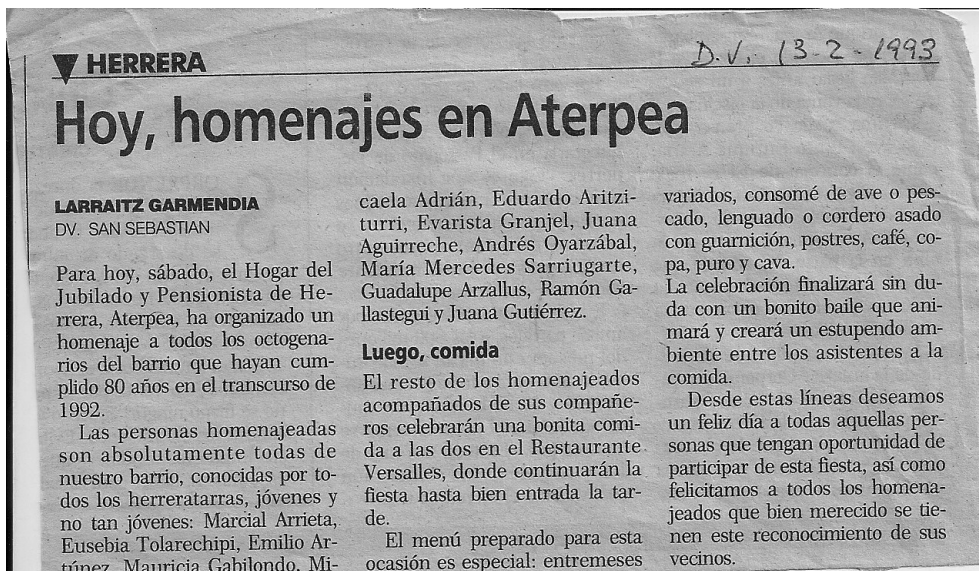 HERRERA
D.V. 13-2-1993
Hoy, homenajes en Aterpea
LARRAITZ GARMENDIA
DV. SAN SEBASTIAN
Para hoy, sábado, el Hogar del
Jubilado y Pensionista de He-
rrera, Aterpea, ha organizado un
homenaje a todos los octogena-
rios del barrio que hayan cum-
plido 80 años en el transcurso de
1992.
Las personas homenajeadas
son absolutamente todas de
nuestro barrio, conocidas por to-
dos los herreratarras, jóvenes y
no tan jóvenes: Marcial Arrieta,
Eusebia Tolarechipi, Emilio Ar-
túnez, Mauricia Gabilondo, Mi-
caela Adrián, Eduardo Aritzi-
turri, Evarista Granjel, Juana
Aguirreche, Andrés Oyarzábal,
María Mercedes Sarriugarte,
Guadalupe Arzallus, Ramón Ga-
llastegui y Juana Gutiérrez.
Luego, comida
El resto de los homenajeados
acompañados de sus compañe-
ros celebrarán una bonita comi-
da a las dos en el Restaurante
Versalles, donde continuarán la
fiesta hasta bien entrada la tar-
de.
El menú preparado para esta
ocasión es especial: entremeses
variados, consomé de ave o pes-
cado, lenguado o cordero asado
con guarnición, postres, café, co-
pa, puro y cava.
La celebración finalizará sin du-
da con un bonito baile que ani-
mará y creará un estupendo am-
biente entre los asistentes a la
comida.
Desde estas líneas deseamos
un feliz día a todas aquellas per-
sonas que tengan oportunidad de
participar de esta fiesta, así como
felicitamos a todos los homena-
jeados que bien merecido se tie-
nen este reconocimiento de sus
vecinos.